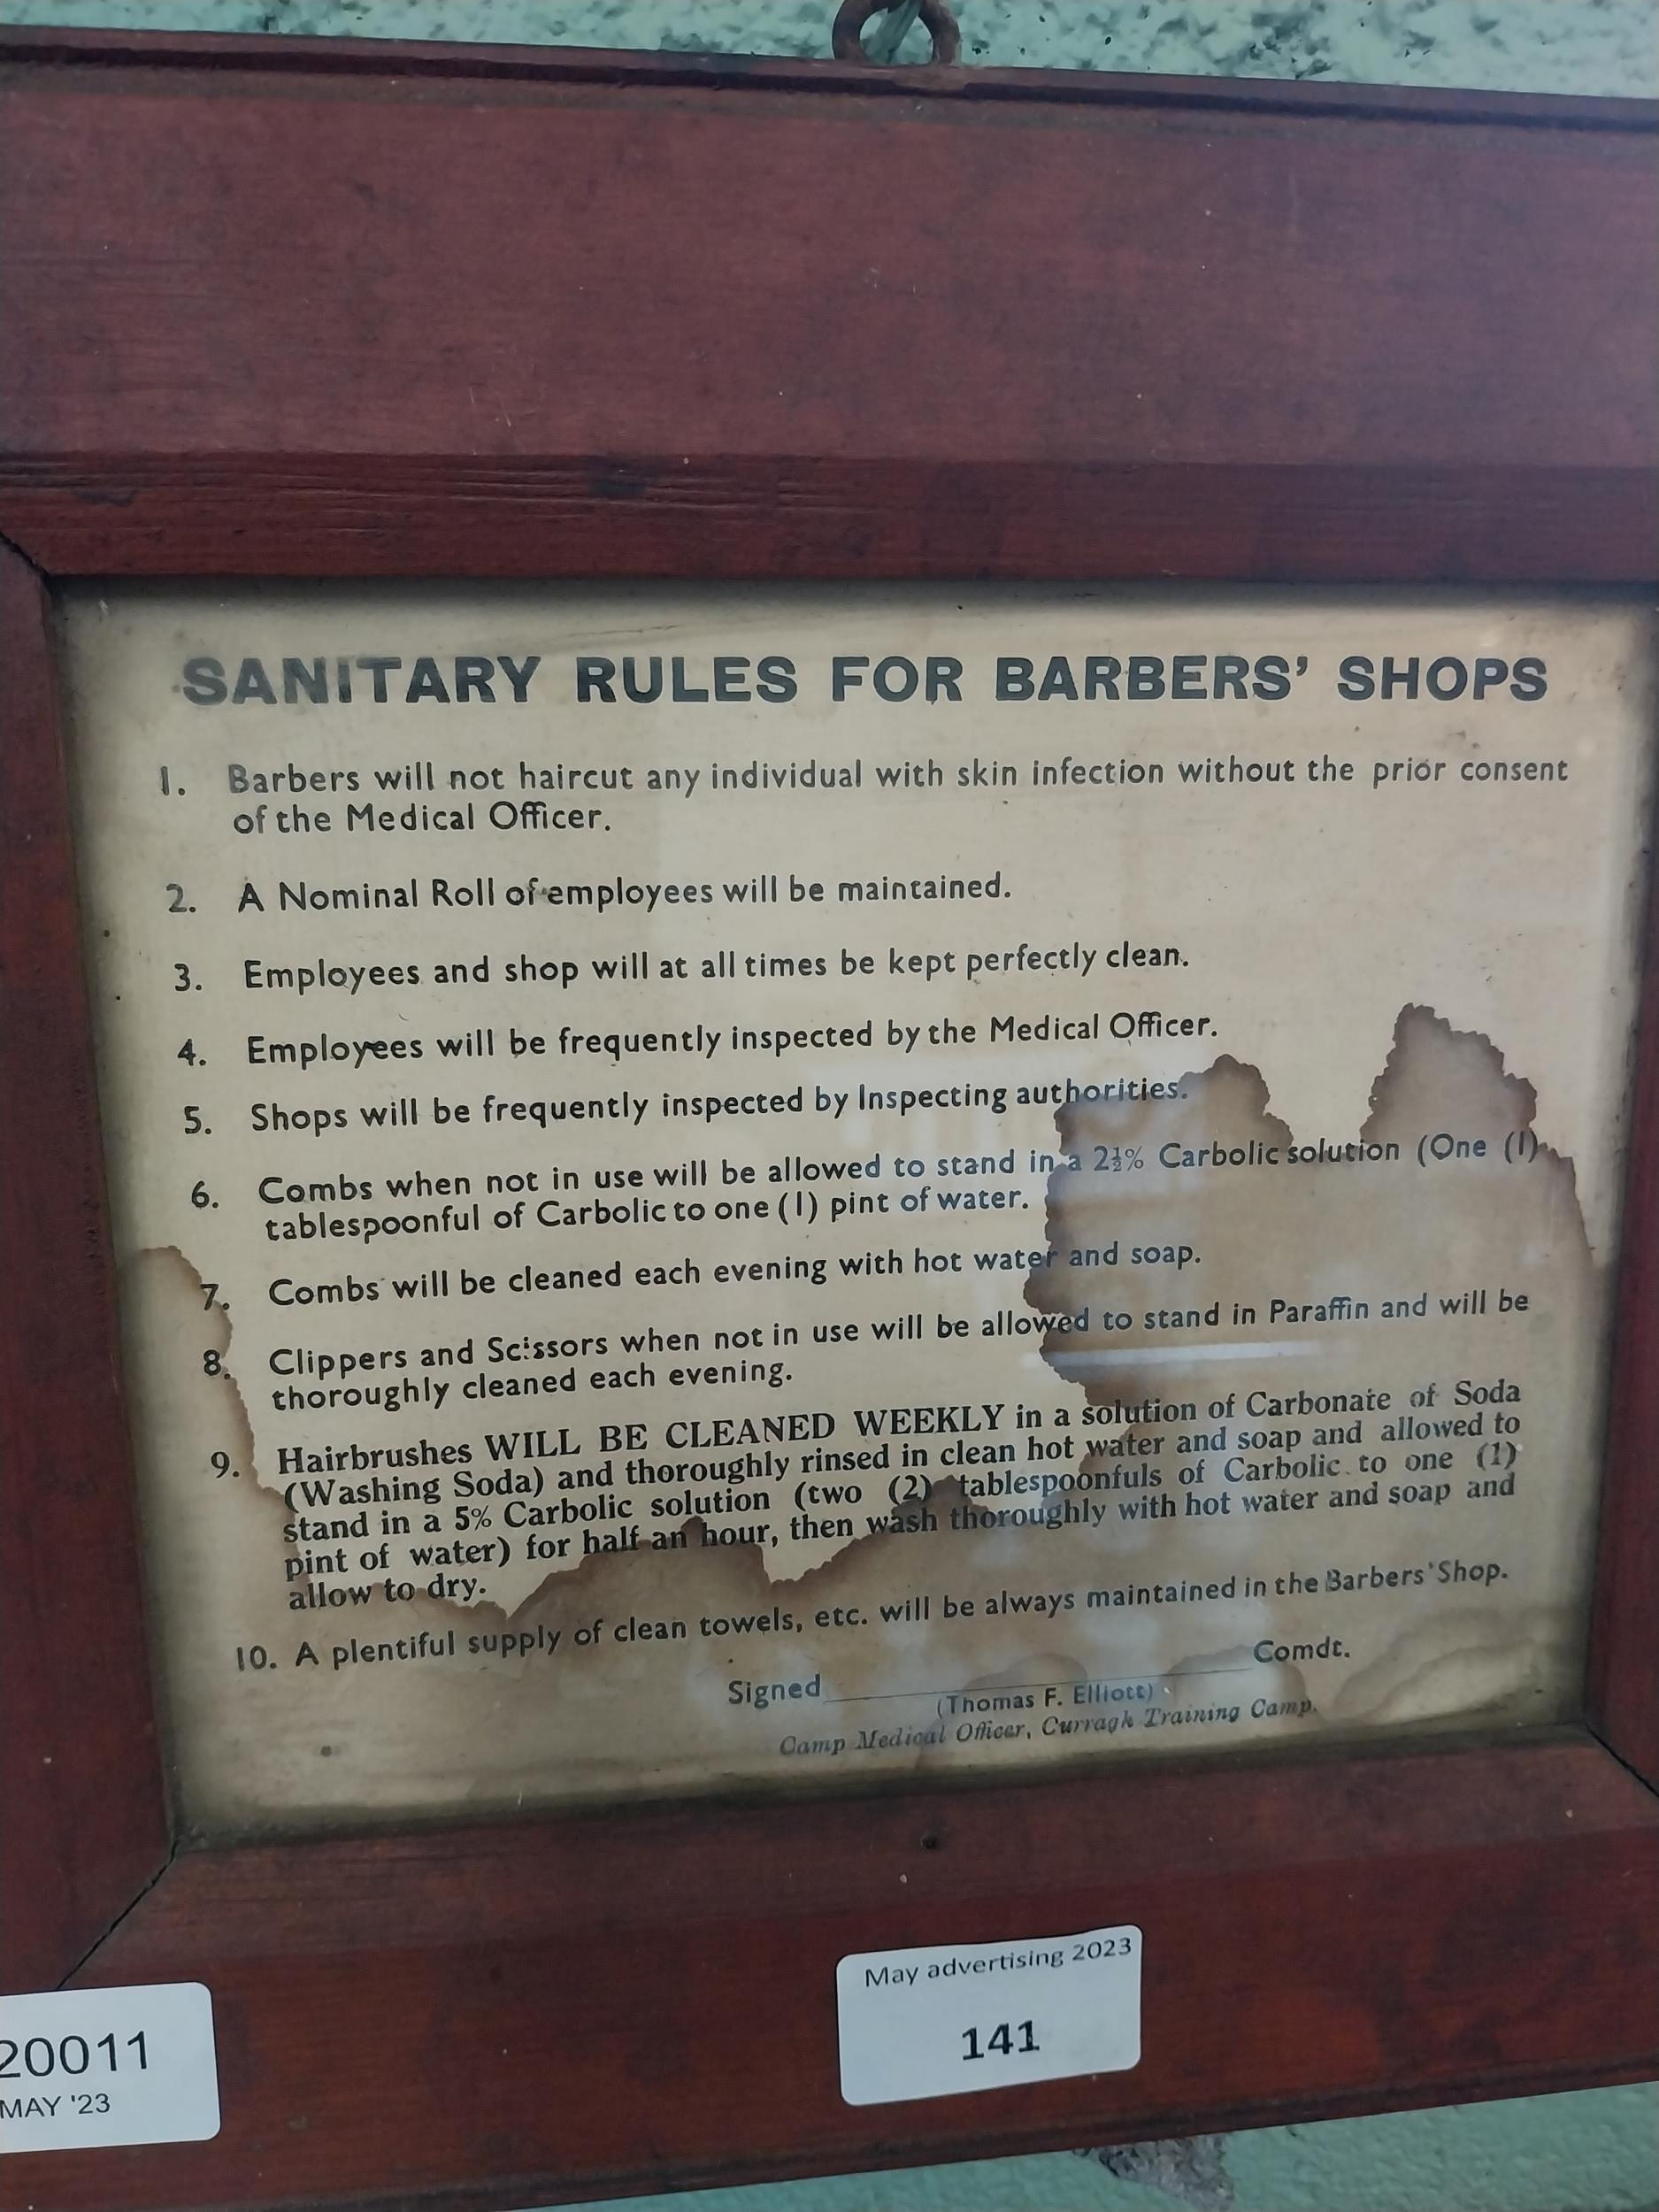 SANITARY RULES FOR BARBERS' SHOPS
1. Barbers will not haircut any individual with skin infection without the prior consent
of the Medical Officer.
2. A Nominal Roll of employees will be maintained.
3. Employees and shop will at all times be kept perfectly clean.
4. Employees will be frequently inspected by the Medical Officer.
5. Shops will be frequently inspected by Inspecting authorities.
6. Combs when not in use will be allowed to stand in a 2½% Carbolic solution (One (1)
tablespoonful of Carbolic to one (1) pint of water.
7. Combs will be cleaned each evening with hot water and soap.
8. Clippers and Scissors when not in use will be allowed to stand in Paraffin and will be
thoroughly cleaned each evening.
9. Hairbrushes WILL BE CLEANED WEEKLY in a solution of Carbonate of Soda
(Washing Soda) and thoroughly rinsed in clean hot water and soap and allowed to
stand in a 5% Carbolic solution (two (2) tablespoonfuls of Carbolic to one (1)
pint of water) for half an hour, then wash thoroughly with hot water and soap and
allow to dry.
10. A plentiful supply of clean towels, etc. will be always maintained in the Barbers' Shop.
Signed Comdt.
(Thomas F. Elliott)
Camp Medical Officer, Curragh Training Camp.
May advertising 2023
141
20011
MAY '23